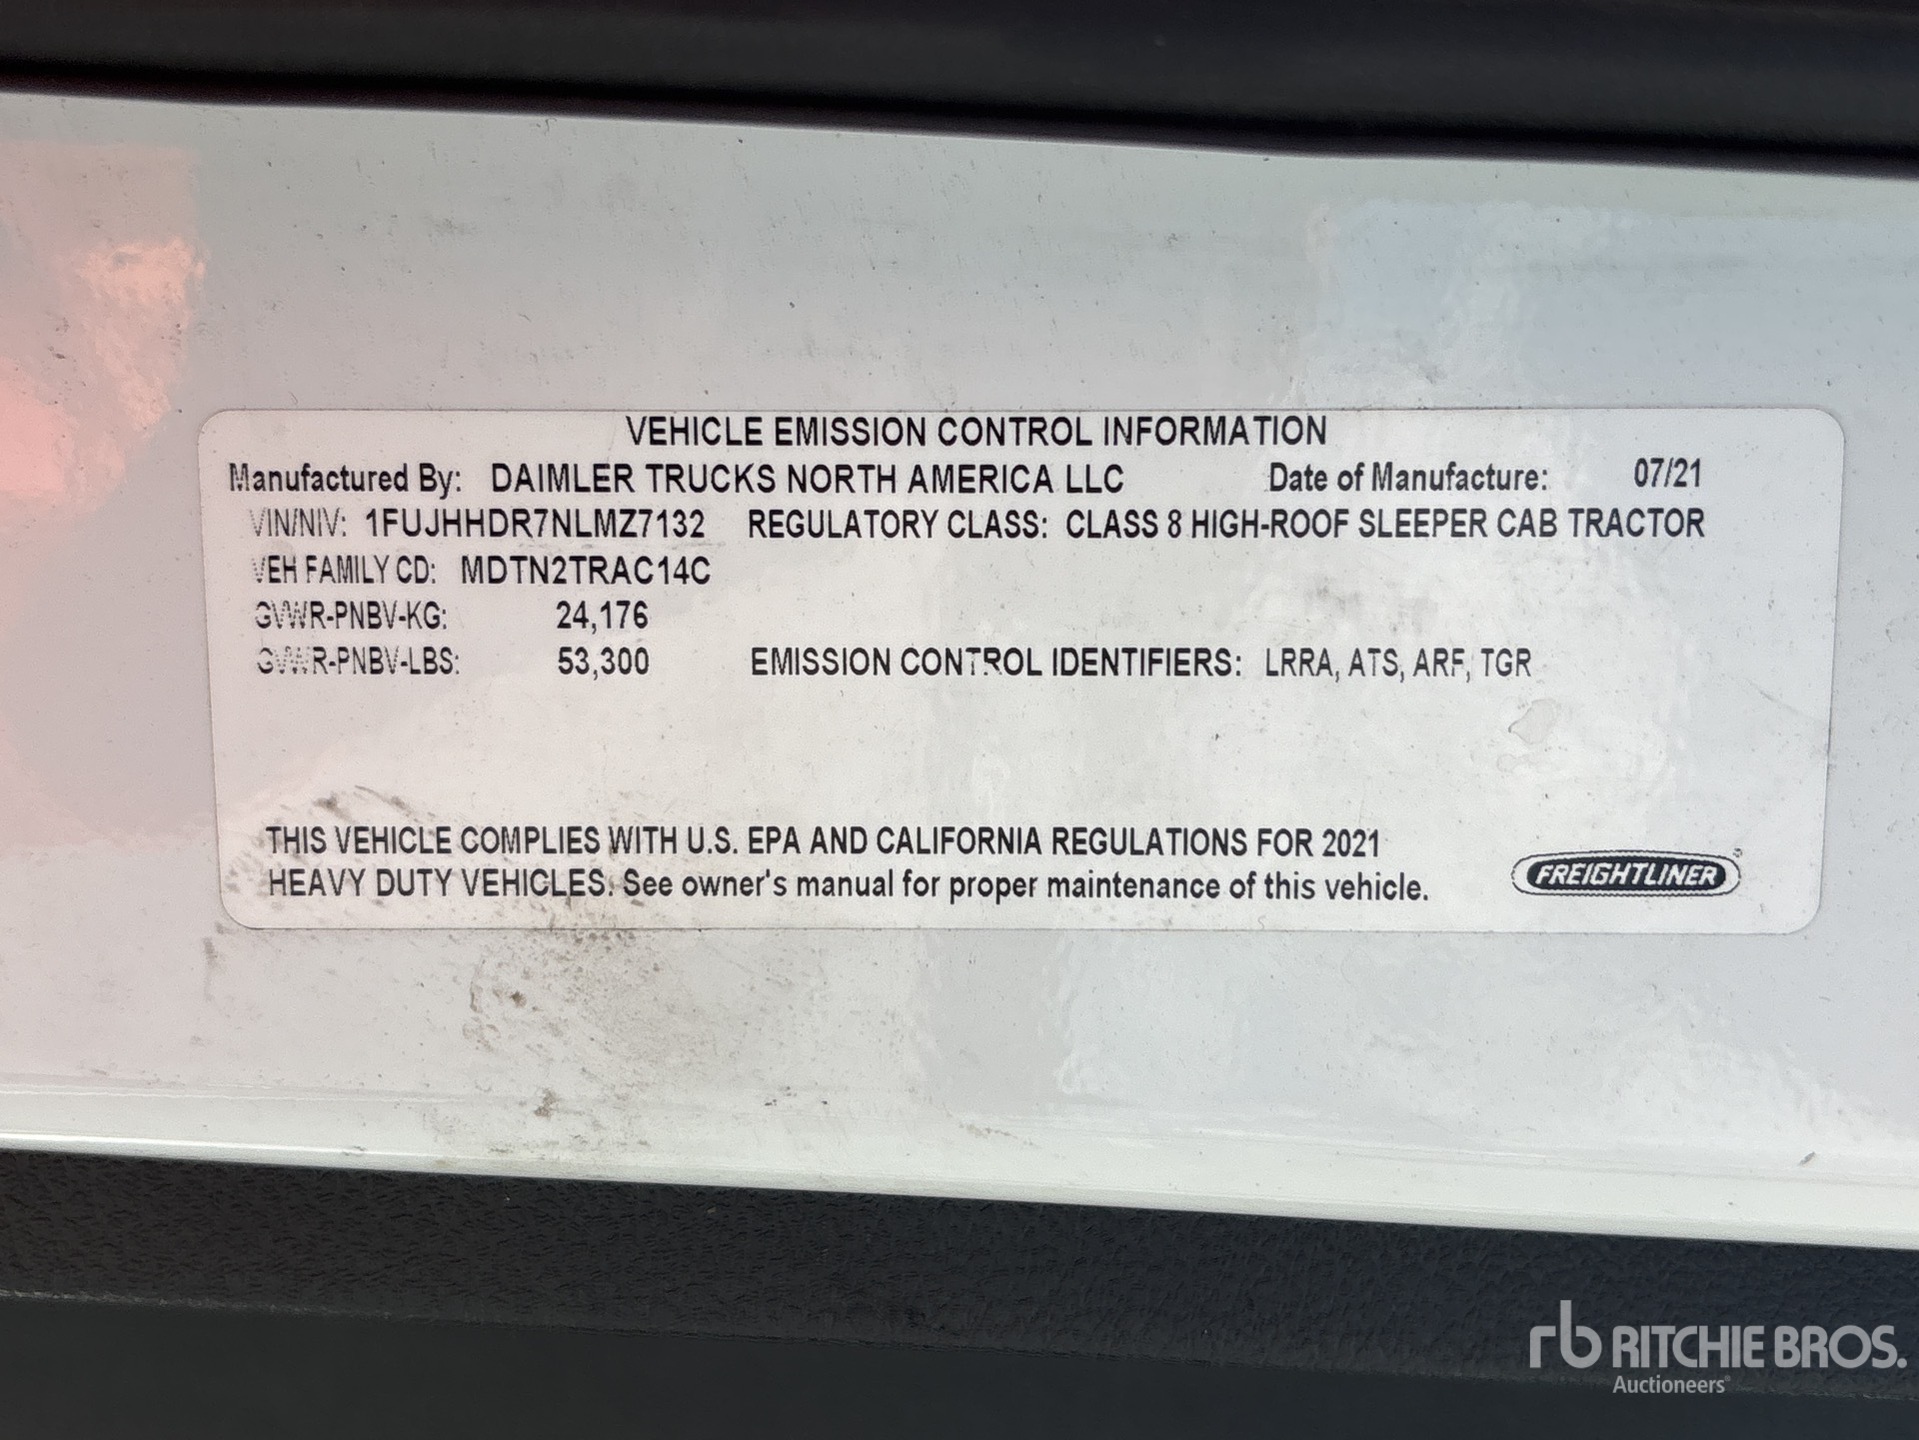 VEHICLE EMISSION CONTROL INFORMATION
Manufactured By: DAIMLER TRUCKS NORTH AMERICA LLC Date of Manufacture: 07/21
VIN/NIV: 1FUJHHDR7NLMZ7132 REGULATORY CLASS: CLASS 8 HIGH-ROOF SLEEPER CAB TRACTOR
VEH FAMILY CD: MDTN2TRAC14C
GVWR-PNBV-KG: 24,176
GVWR-PNBV-LBS: 53,300 EMISSION CONTROL IDENTIFIERS: LRRA, ATS, ARF, TGR
THIS VEHICLE COMPLIES WITH U.S. EPA AND CALIFORNIA REGULATIONS FOR 2021
HEAVY DUTY VEHICLES. See owner's manual for proper maintenance of this vehicle.
FREIGHTLINER
rb RITCHIE BROS.
Auctioneers